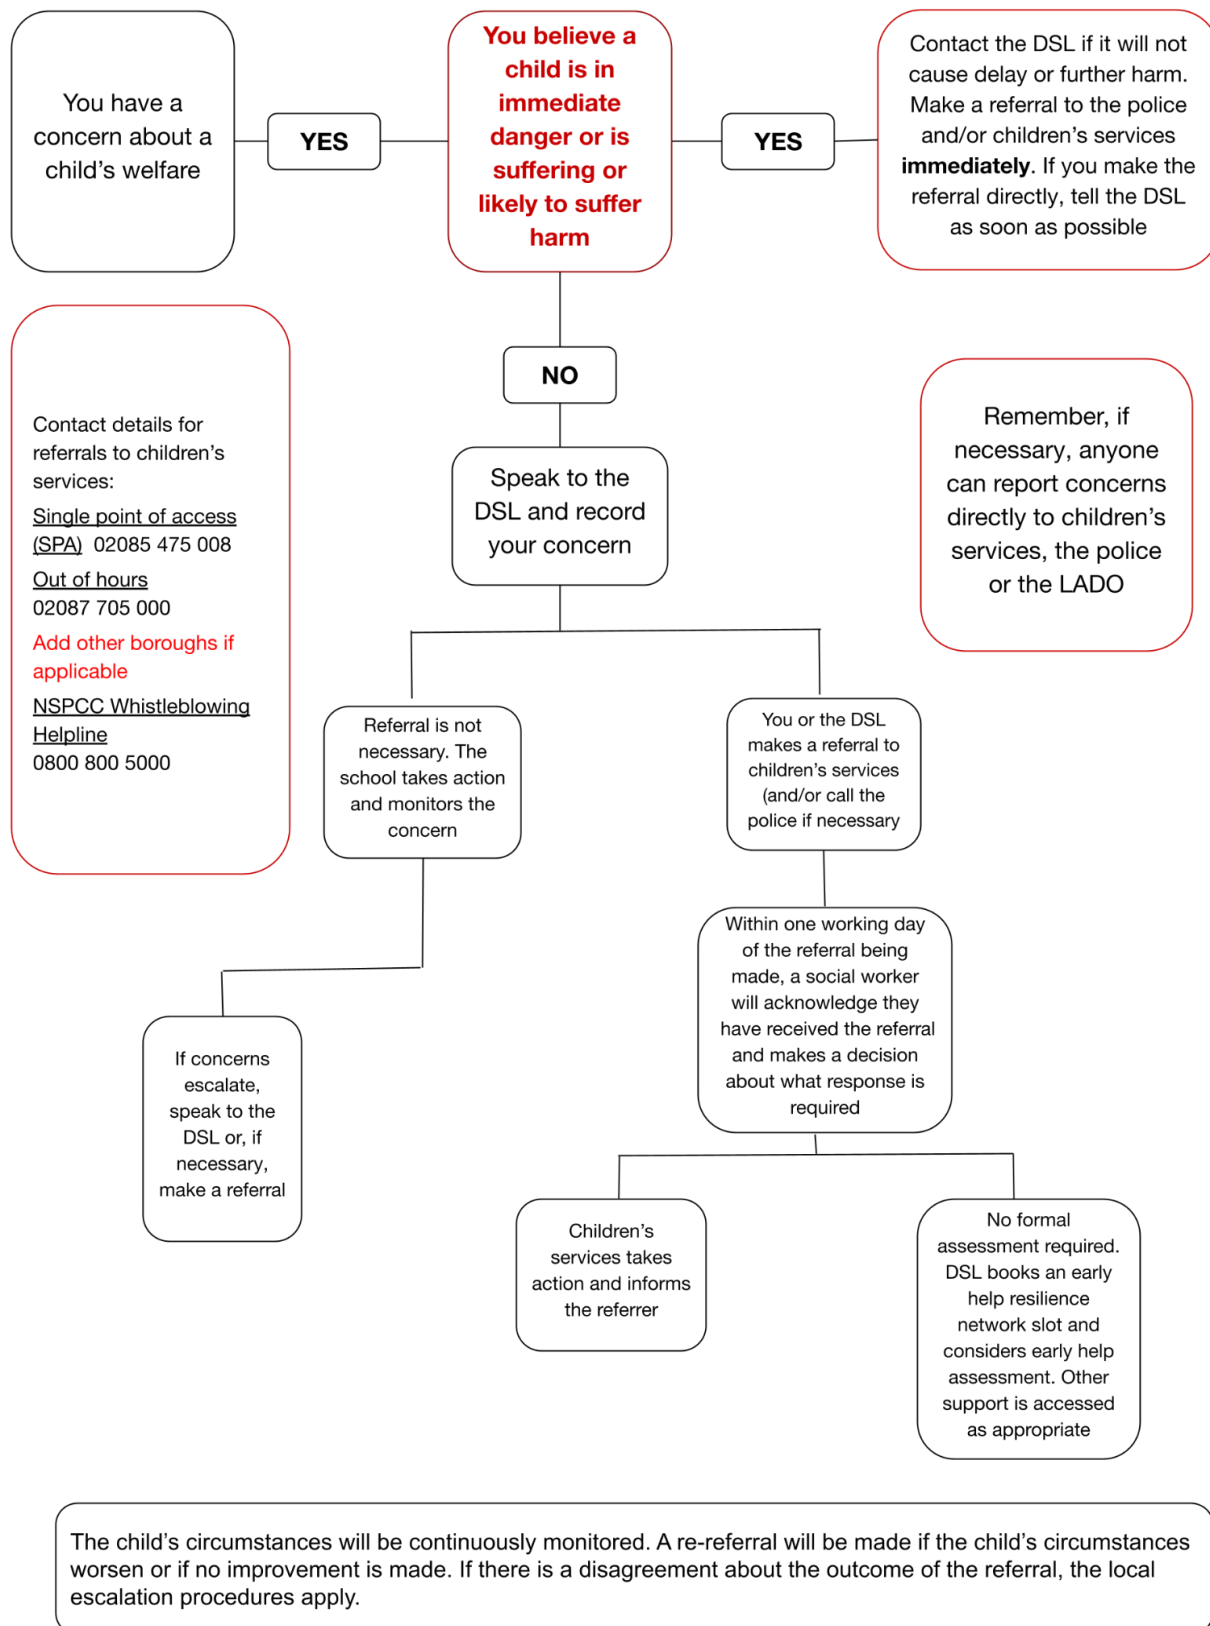 You have a
concern about a
child's welfare
YES
You believe a
child is in
immediate
danger or is
suffering or
likely to suffer
harm
YES
Contact the DSL if it will not
cause delay or further harm.
Make a referral to the police
and/or children's services
immediately. If you make the
referral directly, tell the DSL
as soon as possible
NO
Contact details for
referrals to children's
services:
Single point of access
(SPA) 02085 475 008
Out of hours
02087 705 000
Add other boroughs if
applicable
NSPCC Whistleblowing
Helpline
0800 800 5000
Speak to the
DSL and record
your concern
Remember, if
necessary, anyone
can report concerns
directly to children's
services, the police
or the LADO
Referral is not
necessary. The
school takes action
and monitors the
concern
You or the DSL
makes a referral to
children's services
(and/or call the
police if necessary
Within one working day
of the referral being
made, a social worker
will acknowledge they
have received the referral
and makes a decision
about what response is
required
If concerns
escalate,
speak to the
DSL or, if
necessary,
make a referral
Children's
services takes
action and informs
the referrer
No formal
assessment required.
DSL books an early
help resilience
network slot and
considers early help
assessment. Other
support is accessed
as appropriate
The child's circumstances will be continuously monitored. A re-referral will be made if the child's circumstances
worsen or if no improvement is made. If there is a disagreement about the outcome of the referral, the local
escalation procedures apply.